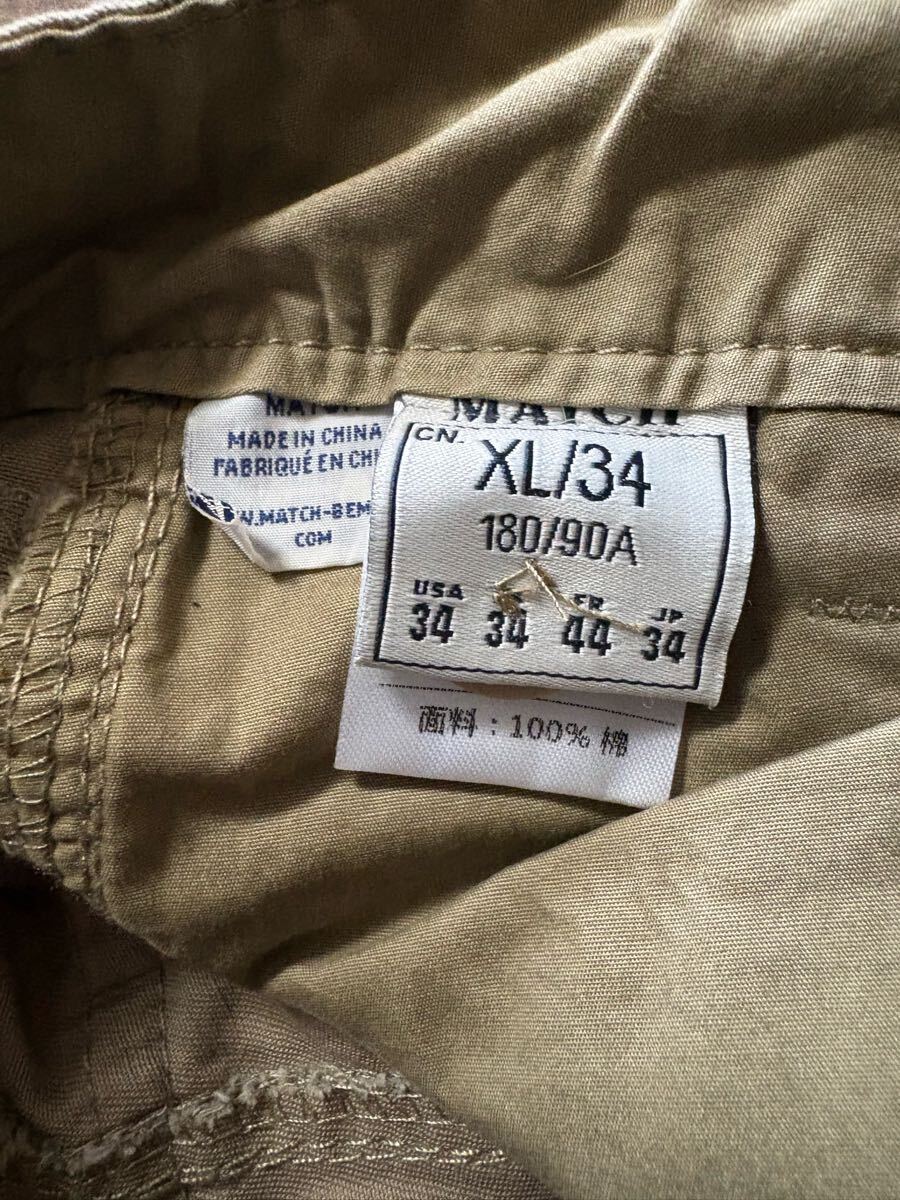 MATCH
MADE IN CHINA
FABRIQUÉ EN CHI
W.MATCH-BEM
COM
MATCH
CN.
XL/34
180/90A
USA FR JP
34 34 44 34
面料：100% 棉